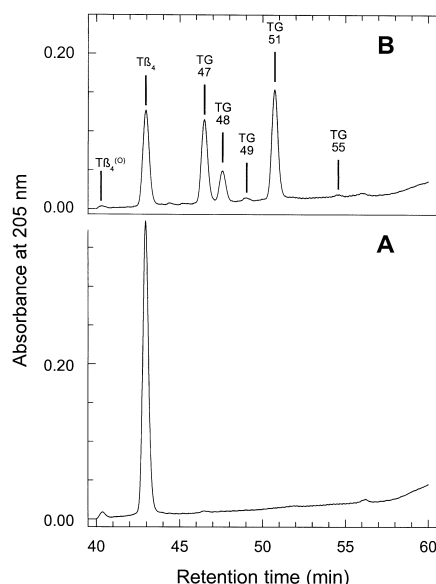 B
TG
51
Tß₄
TG
47
TG
48
TG
49
TG
55
Tß₄⁽ᴼ⁾
0.20
0.00
A
0.20
0.00
Absorbance at 205 nm
40 45 50 55 60
Retention time (min)